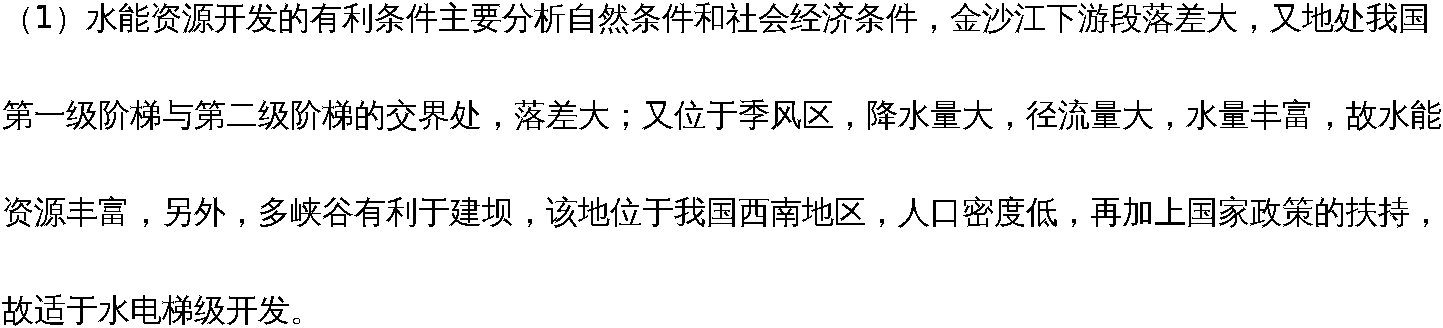 （1）水能资源开发的有利条件主要分析自然条件和社会经济条件，金沙江下游段落差大，又地处我国
第一级阶梯与第二级阶梯的交界处，落差大；又位于季风区，降水量大，径流量大，水量丰富，故水能
资源丰富，另外，多峡谷有利于建坝，该地位于我国西南地区，人口密度低，再加上国家政策的扶持，
故适于水电梯级开发。